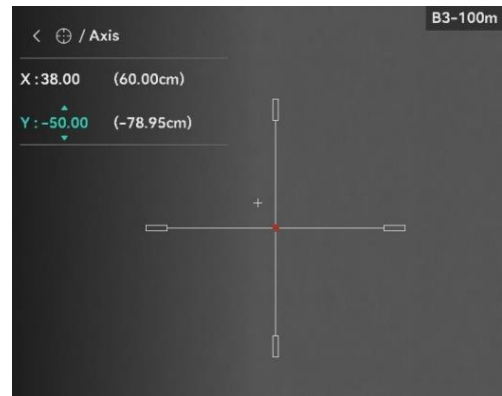 B3-100m
/ Axis
X : 38.00 (60.00cm)
Y : -50.00 (-78.95cm)